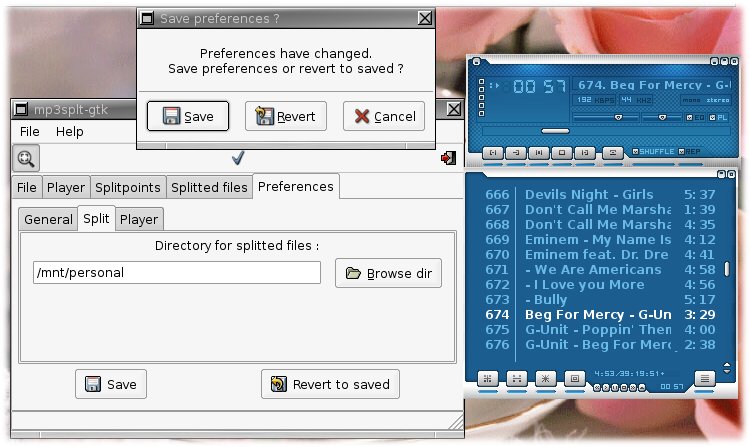 Save preferences ?
Preferences have changed.
Save preferences or revert to saved ?
Save Revert Cancel
mp3splt-gtk
File Help
File Player Splitpoints Splitted files Preferences
General Split Player
Directory for splitted files :
/mnt/personal Browse dir
Save Revert to saved
00 57 674. Beg For Mercy - G-
192 KBPS 44 KHZ mono stereo
EQ PL
SHUFFLE REP
666 Devils Night - Girls 5:37
667 Don't Call Me Marsha 1:39
668 Don't Call Me Marsha 4:35
669 Eminem - My Name Is 4:12
670 Eminem feat. Dr. Dre 4:41
671 - We Are Americans 4:58
672 - I Love you More 4:56
673 - Bully 5:17
674 Beg For Mercy - G-Un 3:29
675 G-Unit - Poppin' Them 4:00
676 G-Unit - Beg For Merc 2:38
4:53/39:19:51+
00 57